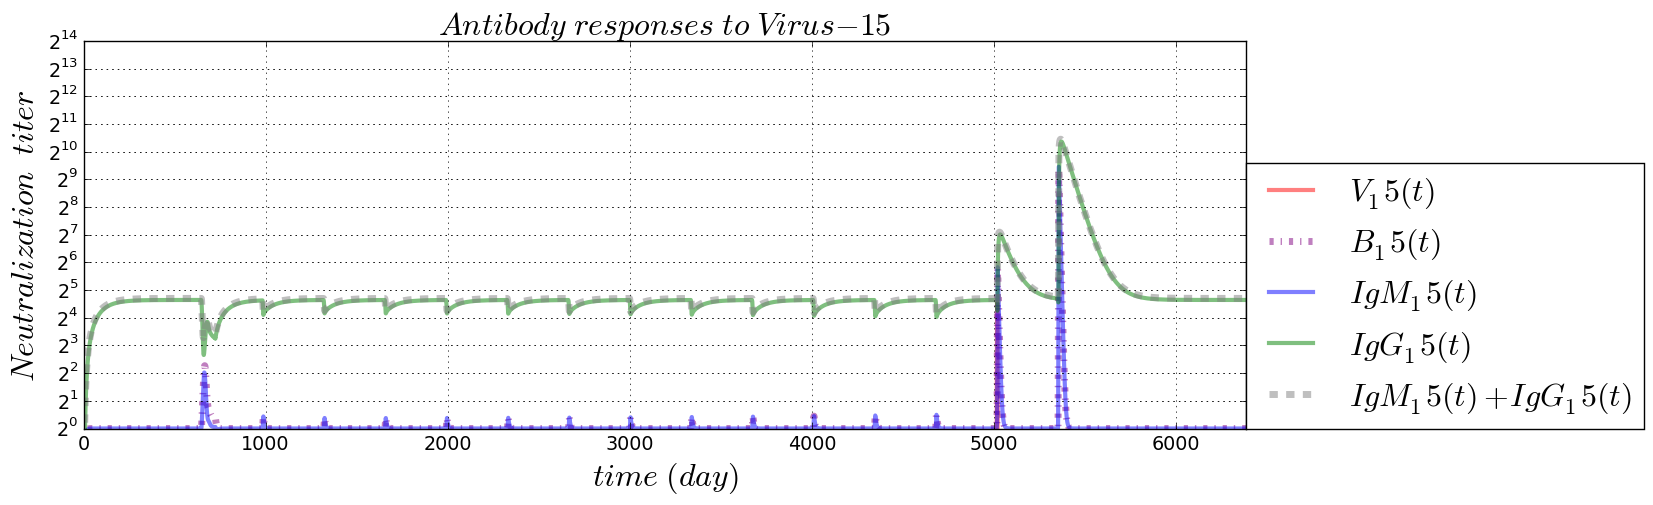 Antibody responses to Virus−15
Neutralization titer
2^14
2^13
2^12
2^11
2^10
2^9
2^8
2^7
2^6
2^5
2^4
2^3
2^2
2^1
2^0
0 1000 2000 3000 4000 5000 6000
time (day)
V_1 5(t)
B_1 5(t)
IgM_1 5(t)
IgG_1 5(t)
IgM_1 5(t) + IgG_1 5(t)